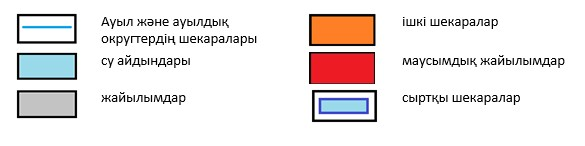 Ауыл және ауылдық
округтердің шекаралары
су айдындары
жайылымдар
ішкі шекаралар
маусымдық жайылымдар
сыртқы шекаралар